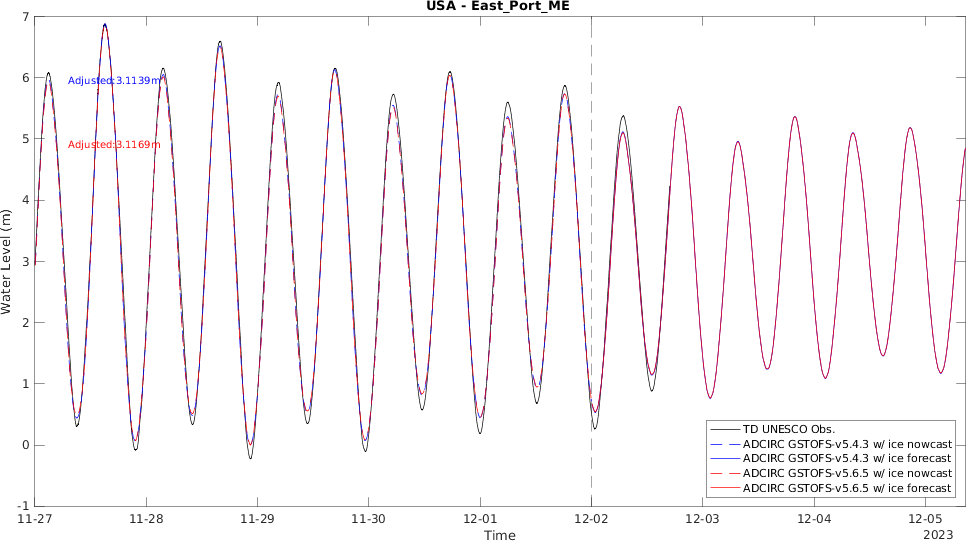 USA - East_Port_ME
7
6
5
4
3
2
1
0
-1
Water Level (m)
Adjusted:3.1139m
Adjusted:3.1169m
TD UNESCO Obs.
ADCIRC GSTOFS-v5.4.3 w/ ice nowcast
ADCIRC GSTOFS-v5.4.3 w/ ice forecast
ADCIRC GSTOFS-v5.6.5 w/ ice nowcast
ADCIRC GSTOFS-v5.6.5 w/ ice forecast
11-27 11-28 11-29 11-30 12-01 12-02 12-03 12-04 12-05
Time
2023